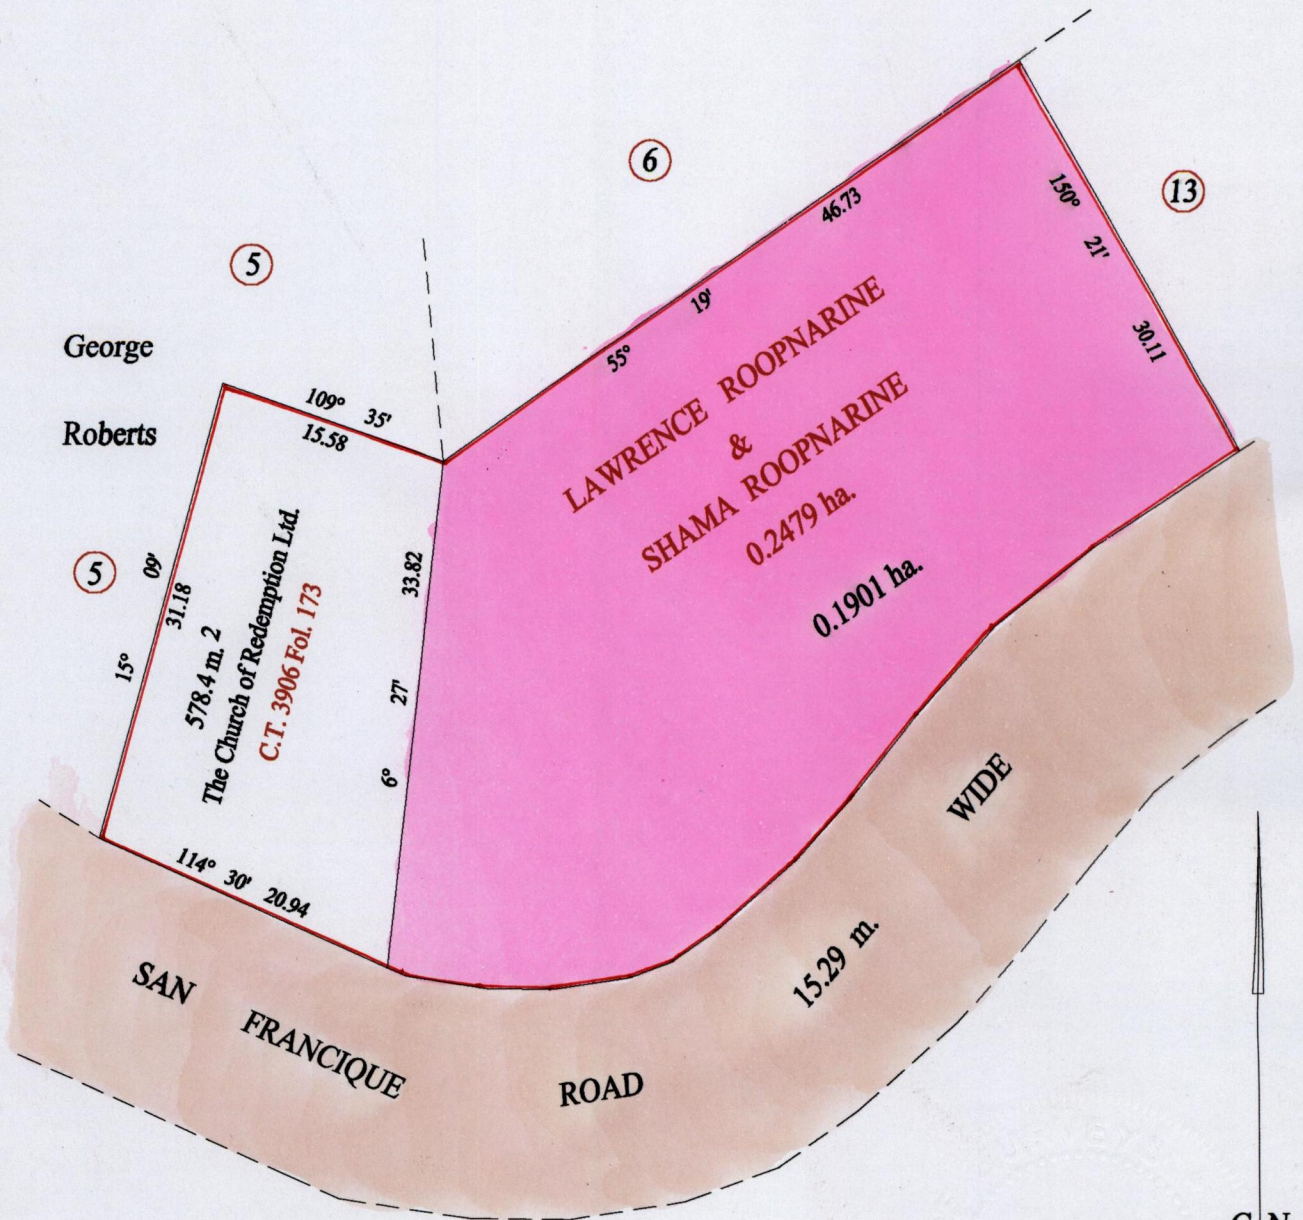 6
13
5
46.73
19'
55°
150°
21'
30.11
George
Roberts
109° 35'
15.58
LAWRENCE ROOPNARINE
&
SHAMA ROOPNARINE
0.2479 ha.
0.1901 ha.
5
15° 09'
31.18
578.4 m. 2
The Church of Redemption Ltd.
C.T. 3906 Fol. 173
33.82
27'
6°
114° 30' 20.94
SAN FRANCIQUE ROAD
15.29 m. WIDE